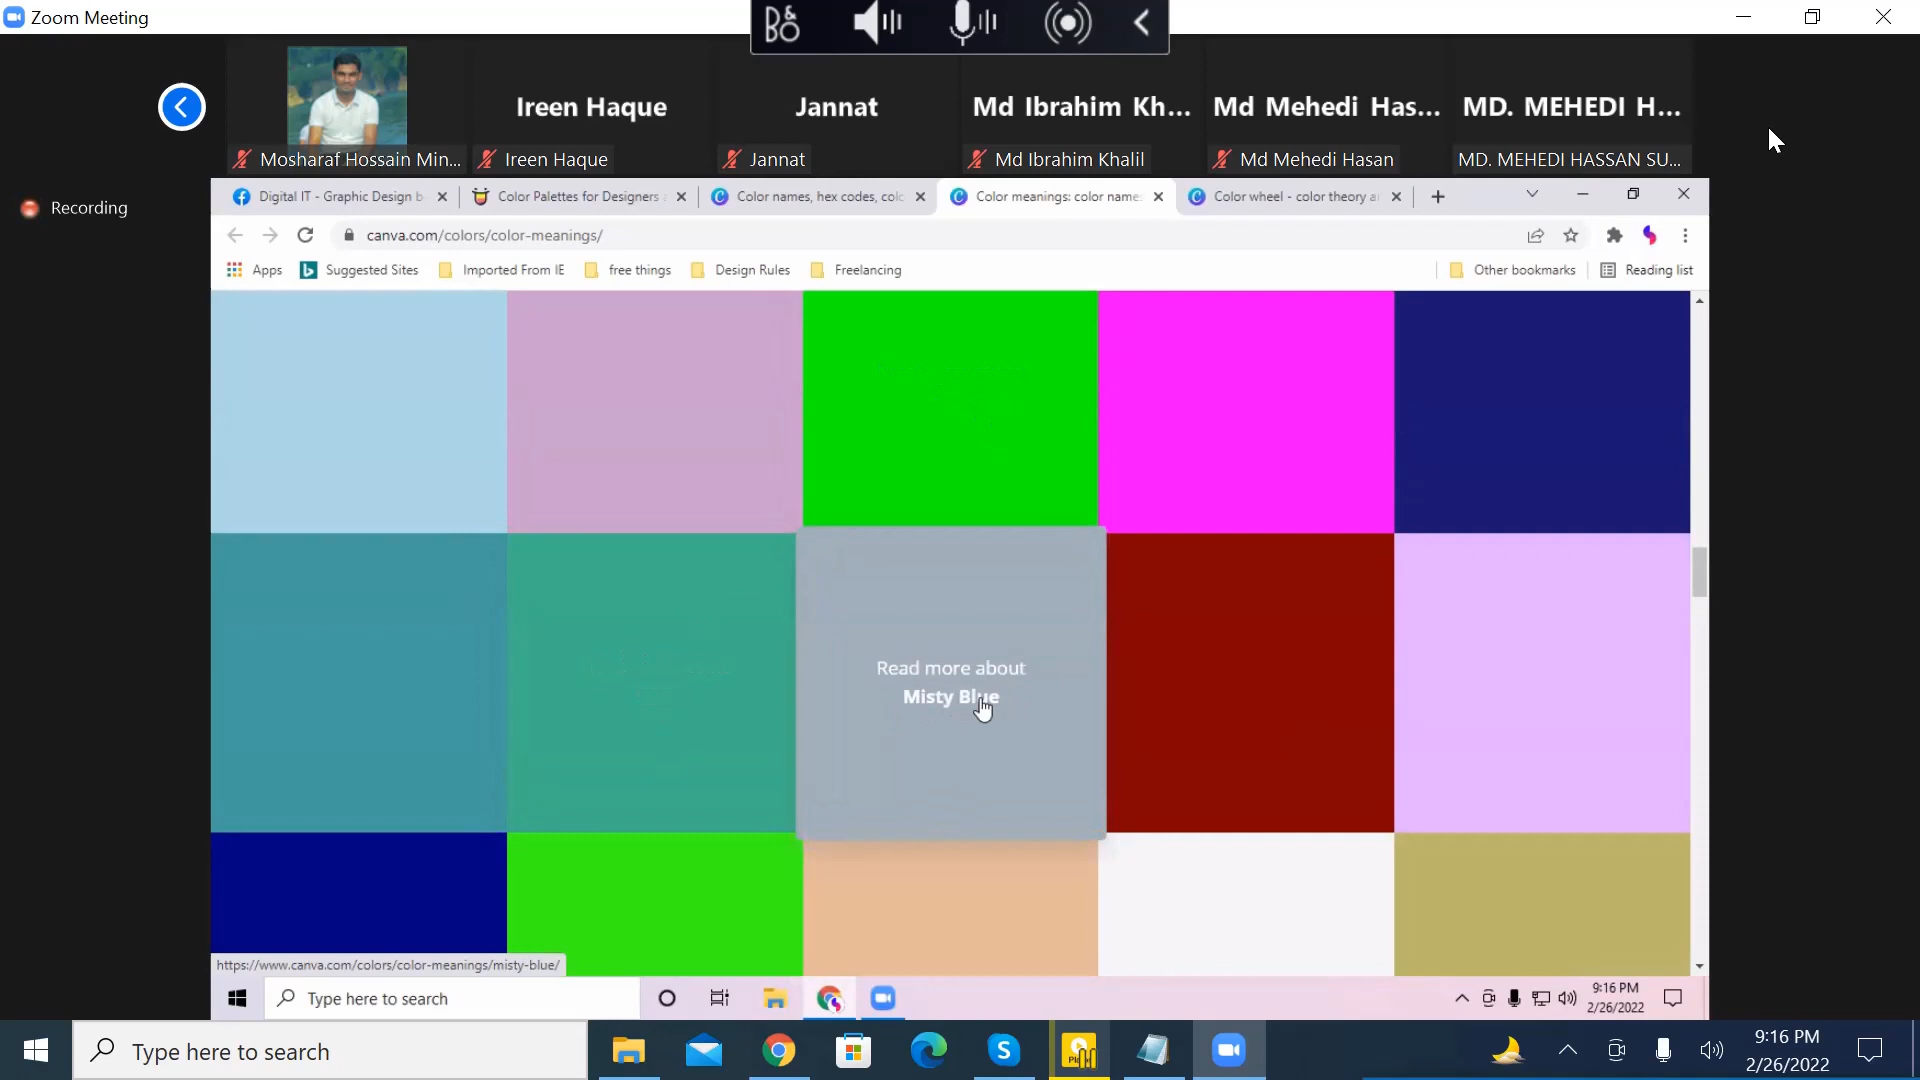 Zoom Meeting
B&O
Ireen Haque
Jannat
Md Ibrahim Kh...
Md Mehedi Has...
MD. MEHEDI H...
Mosharaf Hossain Min...
Ireen Haque
Jannat
Md Ibrahim Khalil
Md Mehedi Hasan
MD. MEHEDI HASSAN SU...
Recording
Digital IT - Graphic Design b
Color Palettes for Designers
Color names, hex codes, colo
Color meanings: color name
Color wheel - color theory a
canva.com/colors/color-meanings/
Apps
Suggested Sites
Imported From IE
free things
Design Rules
Freelancing
Other bookmarks
Reading list
Read more about
Misty Blue
https://www.canva.com/colors/color-meanings/misty-blue/
Type here to search
9:16 PM
2/26/2022
Type here to search
9:16 PM
2/26/2022